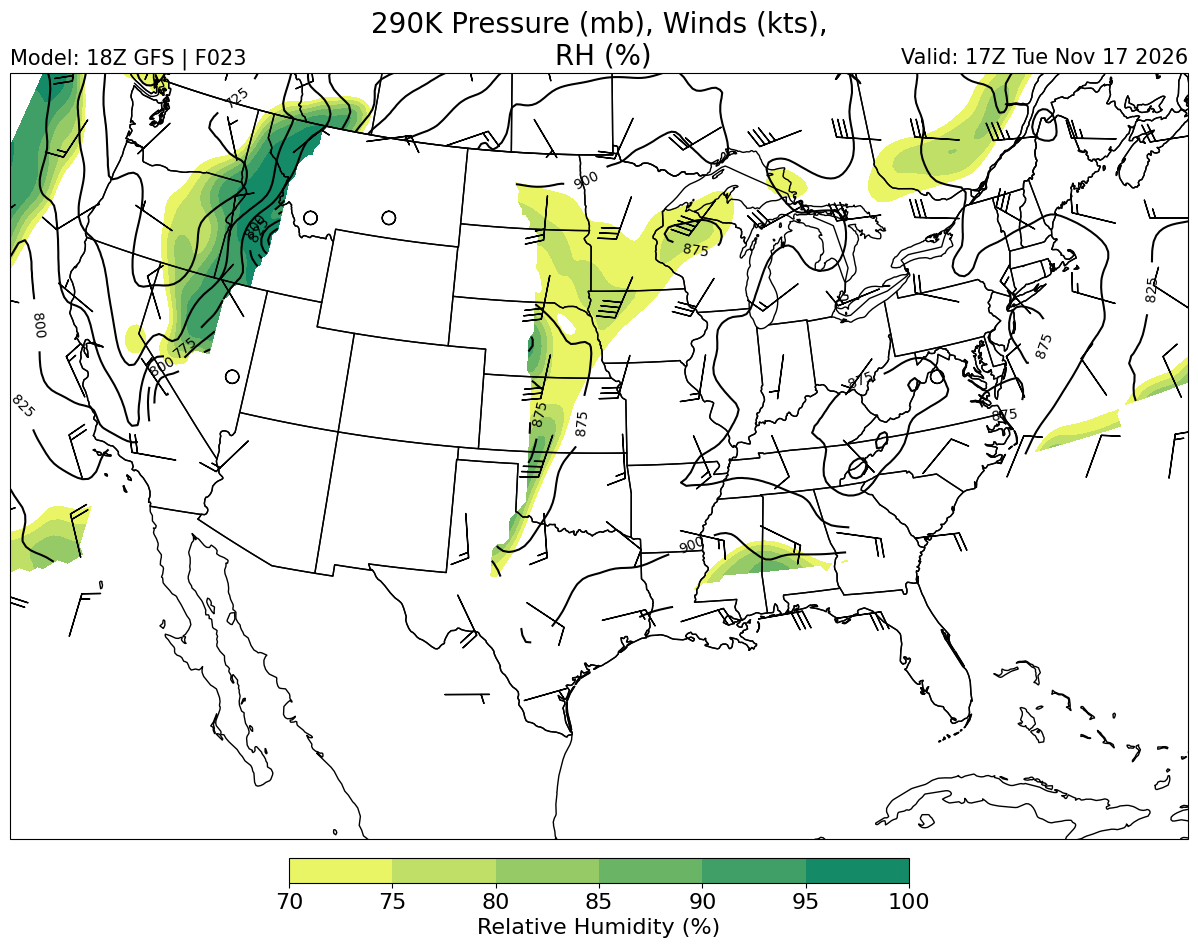 290K Pressure (mb), Winds (kts),
RH (%)
Model: 18Z GFS | F023
Valid: 17Z Tue Nov 17 2026
725
900
800
875
825
800
775
800
875
875
825
875
875
875
900
70 75 80 85 90 95 100
Relative Humidity (%)